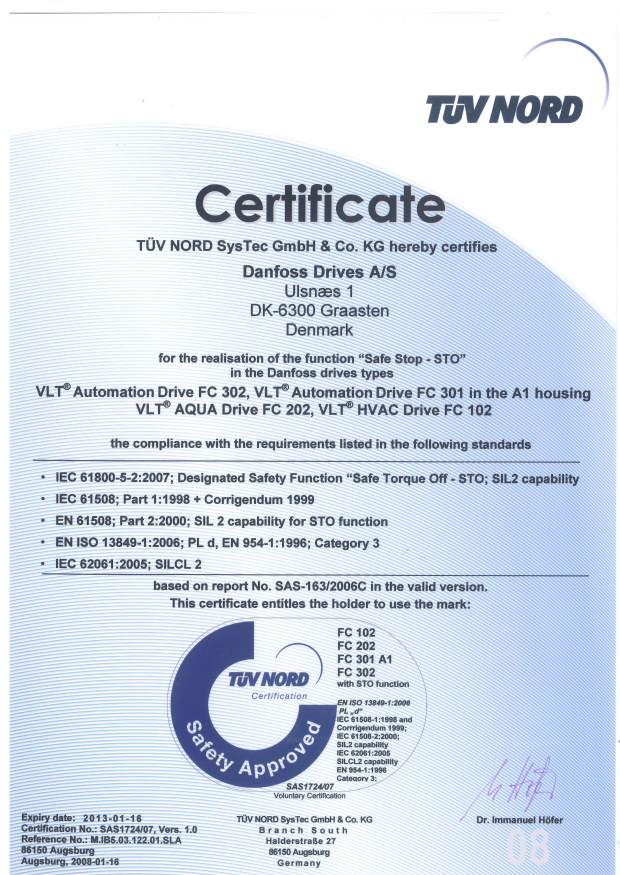 TÜV NORD
Certificate
TÜV NORD SysTec GmbH & Co. KG hereby certifies
Danfoss Drives A/S
Ulsnæs 1
DK-6300 Graasten
Denmark
for the realisation of the function “Safe Stop - STO”
in the Danfoss drives types
VLT® Automation Drive FC 302, VLT® Automation Drive FC 301 in the A1 housing
VLT® AQUA Drive FC 202, VLT® HVAC Drive FC 102
the compliance with the requirements listed in the following standards
• IEC 61800-5-2:2007; Designated Safety Function “Safe Torque Off - STO; SIL2 capability
• IEC 61508; Part 1:1998 + Corrigendum 1999
• EN 61508; Part 2:2000; SIL 2 capability for STO function
• EN ISO 13849-1:2006; PL d, EN 954-1:1996; Category 3
• IEC 62061:2005; SILCL 2
based on report No. SAS-163/2006C in the valid version.
This certificate entitles the holder to use the mark:
TÜV NORD
Certification
Safety Approved
FC 102
FC 202
FC 301 A1
FC 302
with STO function
EN ISO 13849-1:2006
PL „d“
IEC 61508-1:1998 and
Corrrigendum 1999;
IEC 61508-2:2000;
SIL2 capability
IEC 62061:2005
SILCL2 capability
EN 954-1:1996
Category 3;
SAS1724/07
Voluntary Certification
Expiry date: 2013-01-16
Certification No.: SAS1724/07, Vers. 1.0
Reference No.: M.IB5.03.122.01.SLA
86150 Augsburg
Augsburg, 2008-01-16
TÜV NORD SysTec GmbH & Co. KG
Branch South
Halderstraße 27
86150 Augsburg
Germany
Dr. Immanuel Höfer
08